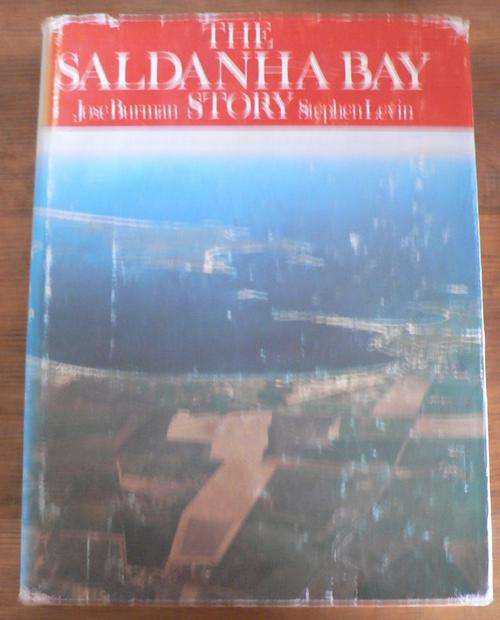 THE
SALDANHA BAY
Jose Burman STORY Stephen Levin